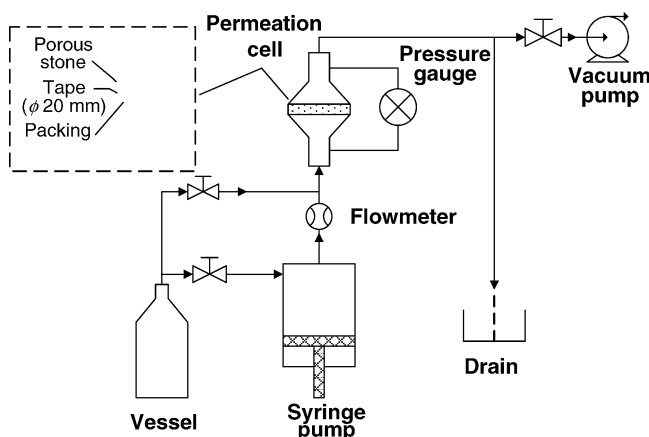 Porous
stone
Tape
(ϕ 20 mm)
Packing
Permeation
cell
Pressure
gauge
Vacuum
pump
Flowmeter
Drain
Vessel
Syringe
pump